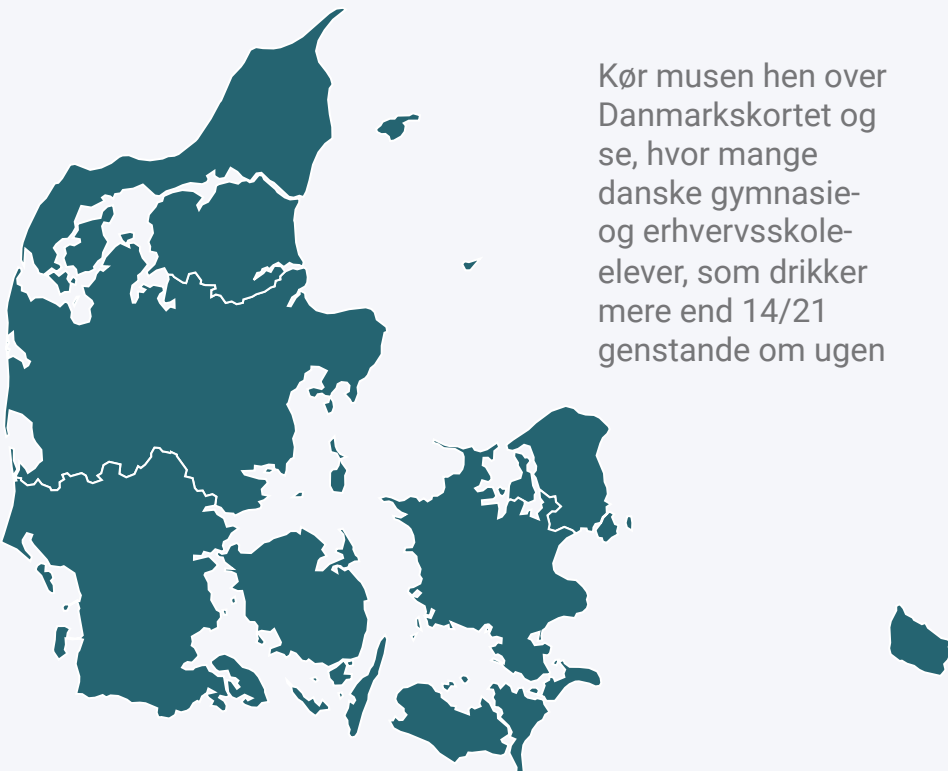 Kør musen hen over
Danmarkskortet og
se, hvor mange
danske gymnasie-
og erhvervsskole-
elever, som drikker
mere end 14/21
genstande om ugen